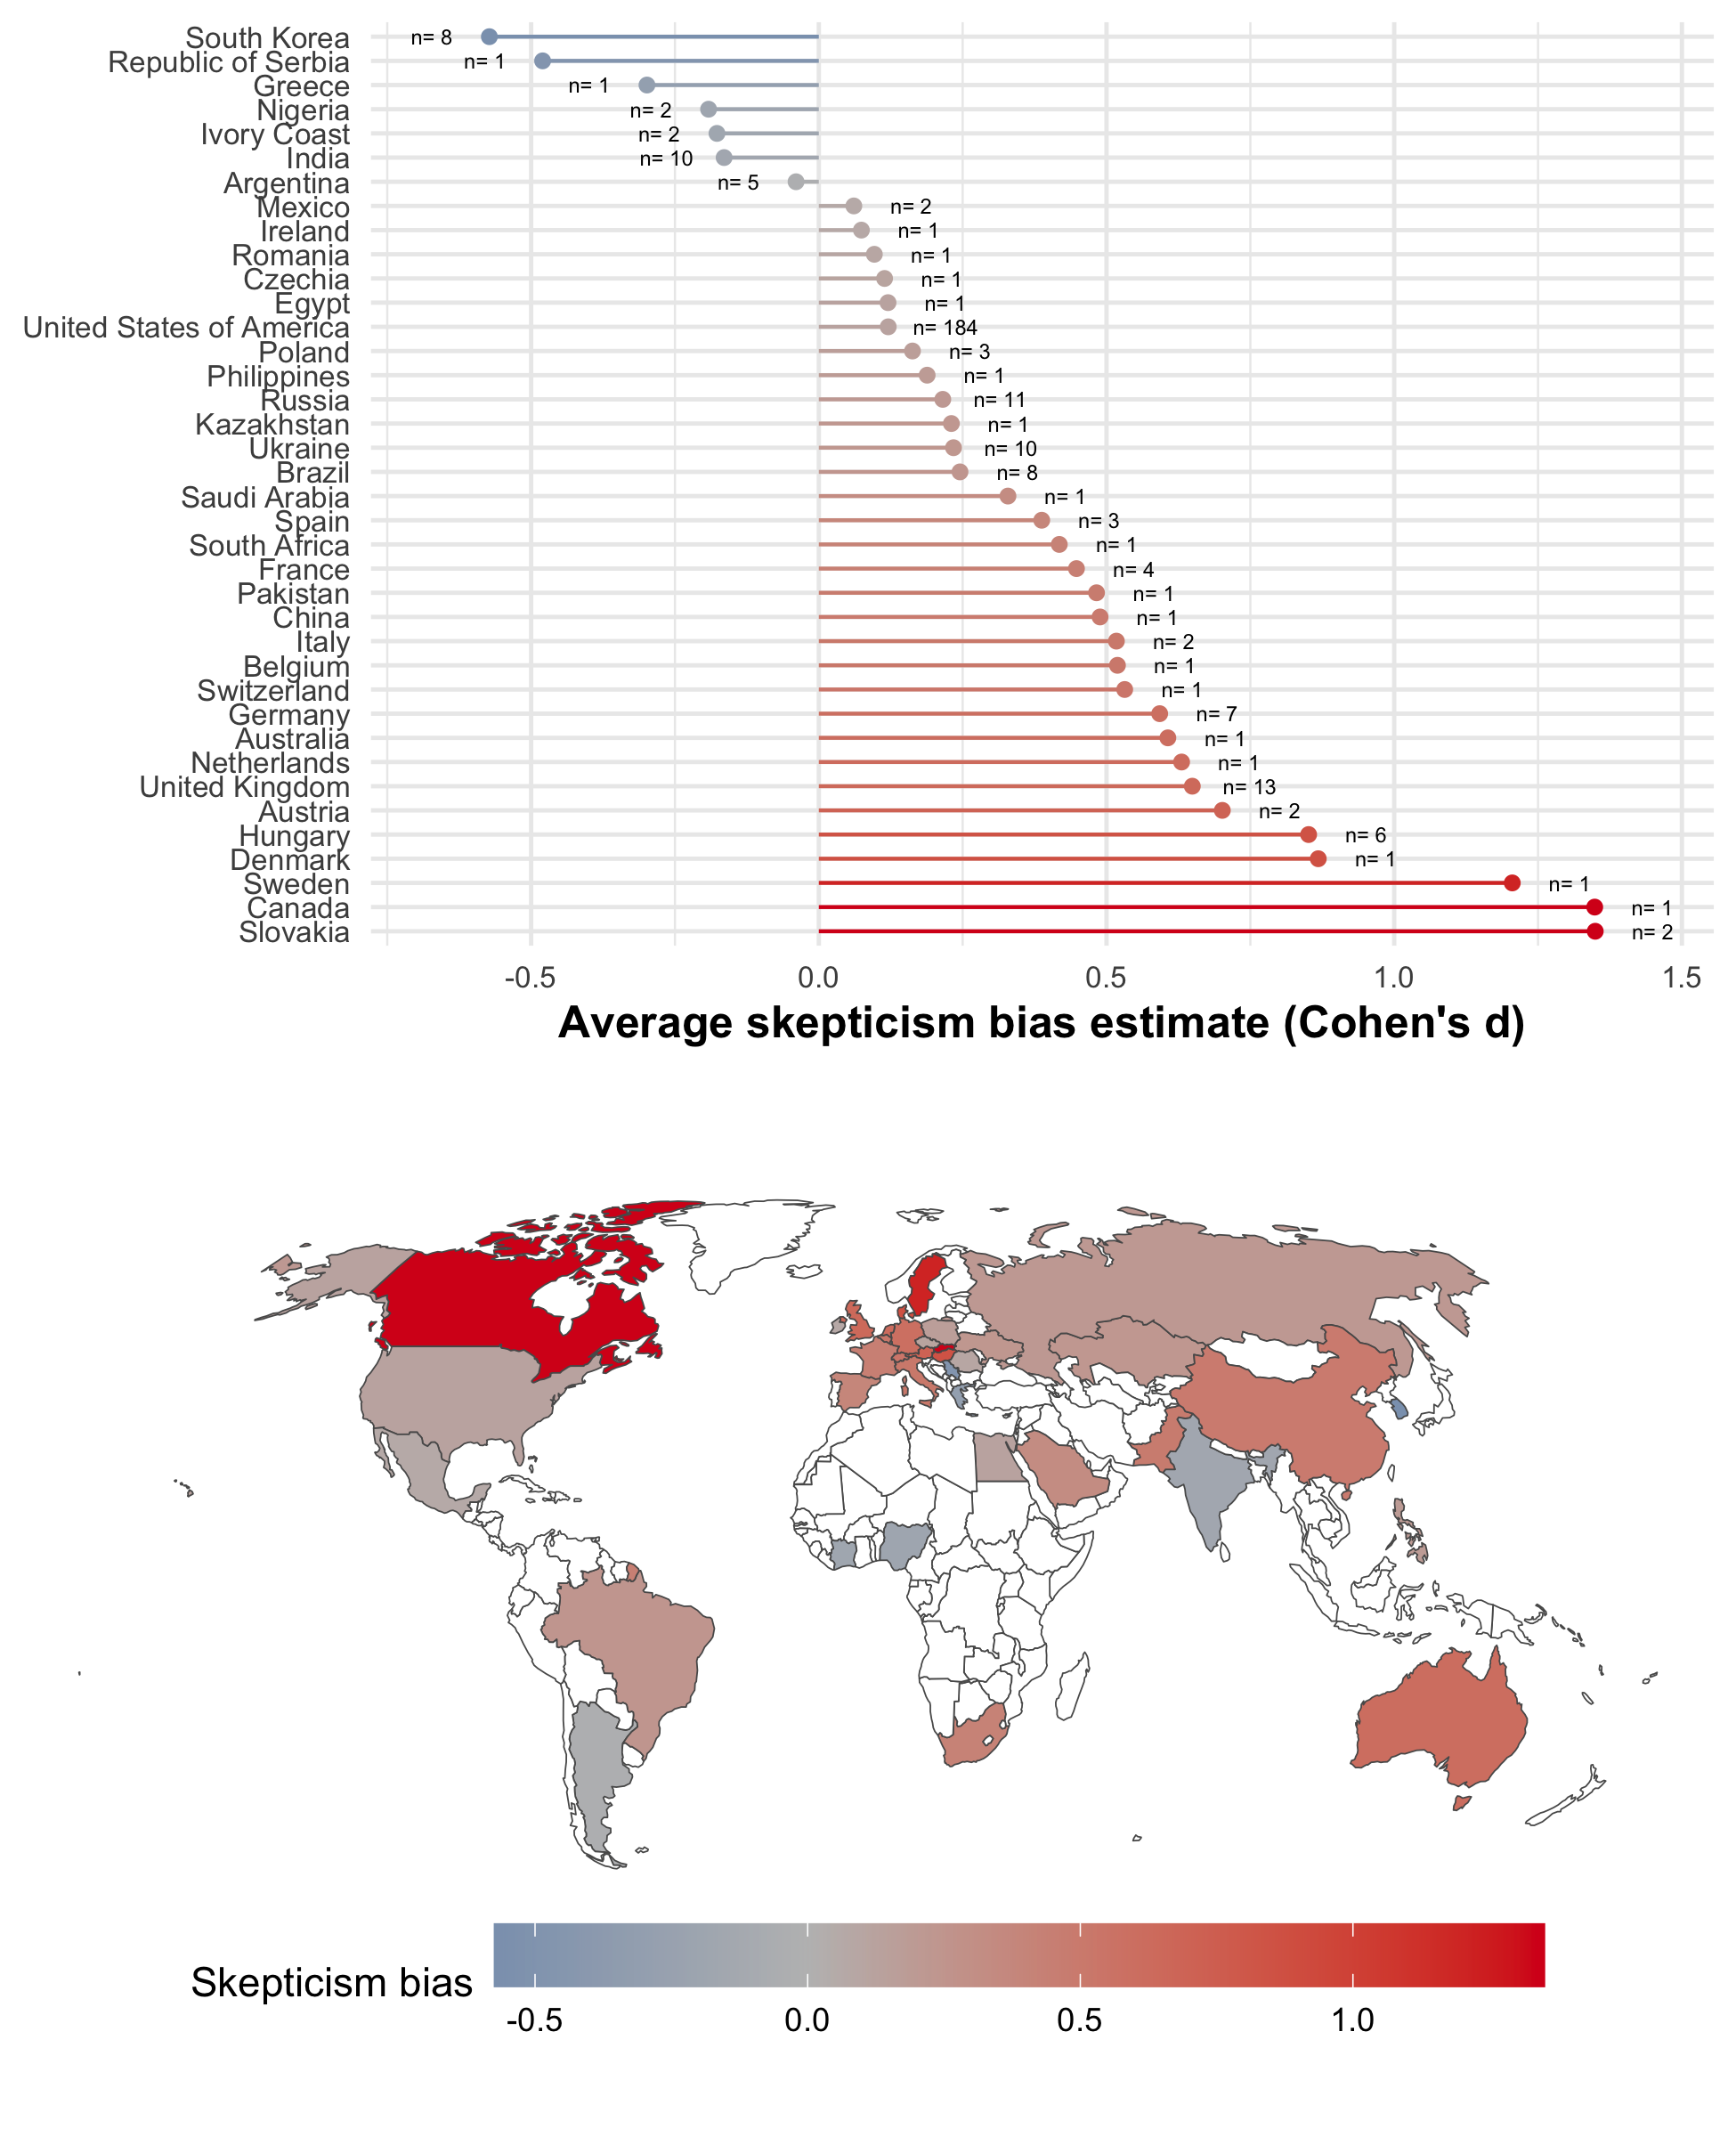 South Korea n= 8
Republic of Serbia n= 1
Greece n= 1
Nigeria n= 2
Ivory Coast n= 2
India n= 10
Argentina n= 5
Mexico n= 2
Ireland n= 1
Romania n= 1
Czechia n= 1
Egypt n= 1
United States of America n= 184
Poland n= 3
Philippines n= 1
Russia n= 11
Kazakhstan n= 1
Ukraine n= 10
Brazil n= 8
Saudi Arabia n= 1
Spain n= 3
South Africa n= 1
France n= 4
Pakistan n= 1
China n= 1
Italy n= 2
Belgium n= 1
Switzerland n= 1
Germany n= 7
Australia n= 1
Netherlands n= 1
United Kingdom n= 13
Austria n= 2
Hungary n= 6
Denmark n= 1
Sweden n= 1
Canada n= 1
Slovakia n= 2
-0.5 0.0 0.5 1.0 1.5
Average skepticism bias estimate (Cohen's d)
Skepticism bias
-0.5 0.0 0.5 1.0